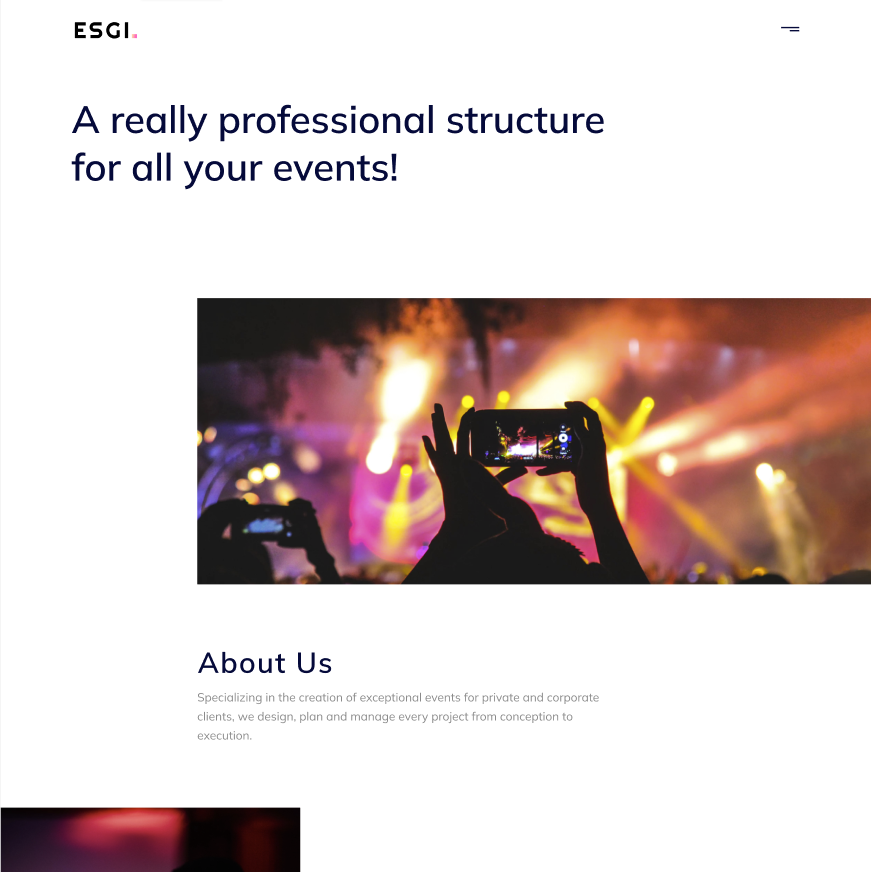 ESGI.
A really professional structure
for all your events!
About Us
Specializing in the creation of exceptional events for private and corporate
clients, we design, plan and manage every project from conception to
execution.